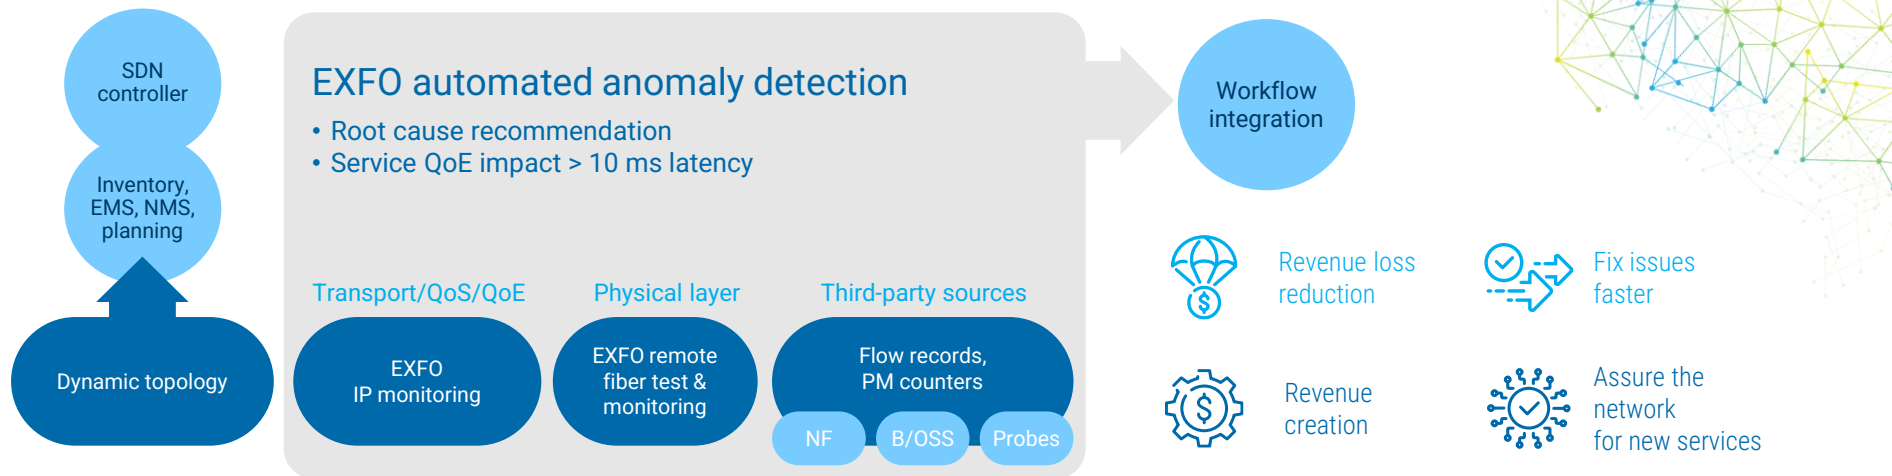 SDN
controller
Inventory,
EMS, NMS,
planning
Dynamic topology
EXFO automated anomaly detection
• Root cause recommendation
• Service QoE impact > 10 ms latency
Transport/QoS/QoE
EXFO
IP monitoring
Physical layer
EXFO remote
fiber test &
monitoring
Third-party sources
Flow records,
PM counters
NF
B/OSS
Probes
Workflow
integration
$
Revenue loss
reduction
Fix issues
faster
$
Revenue
creation
Assure the
network
for new services